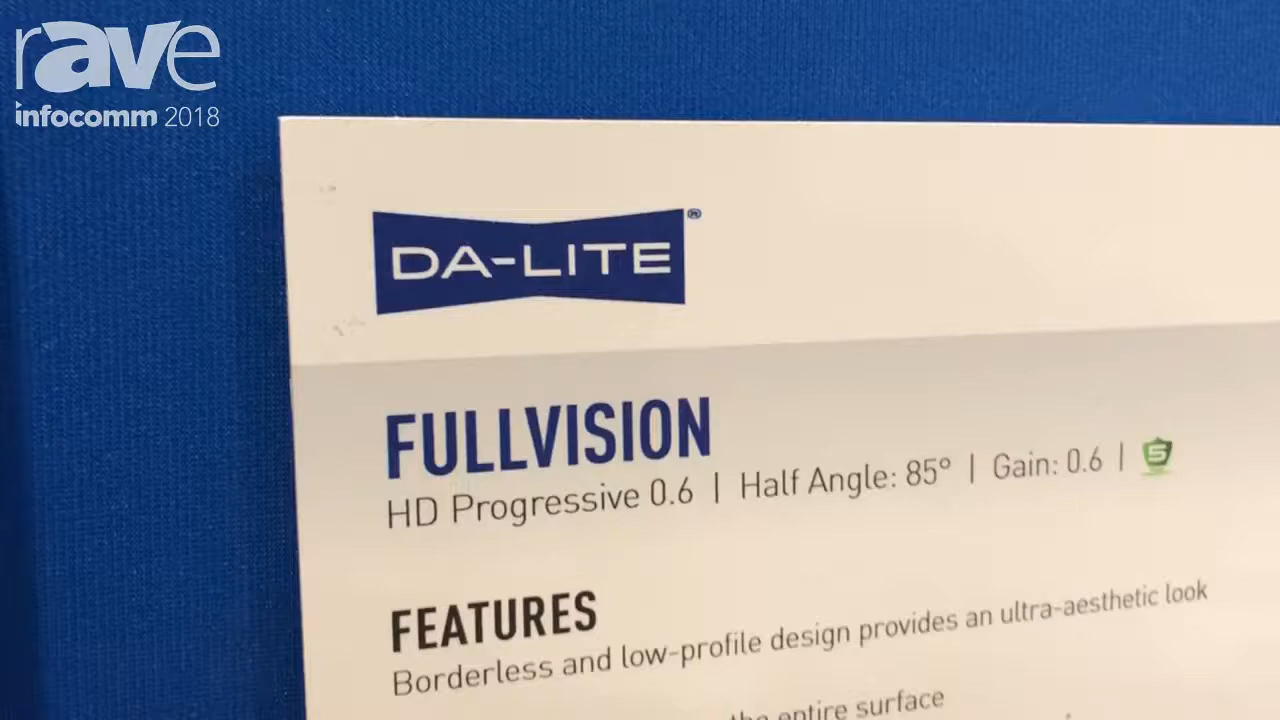 rAVe
infocomm 2018
DA-LITE®
FULLVISION
HD Progressive 0.6 | Half Angle: 85° | Gain: 0.6 | 5
FEATURES
Borderless and low-profile design provides an ultra-aesthetic look
the entire surface